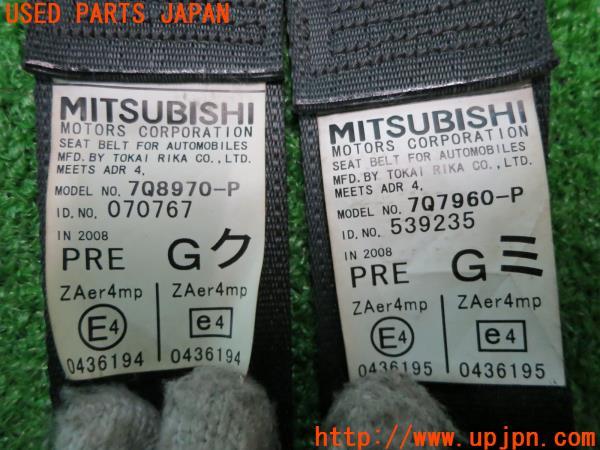 USED PARTS JAPAN
MITSUBISHI
MOTORS CORPORATION
SEAT BELT FOR AUTOMOBILES
MFD. BY TOKAI RIKA CO., LTD.
MEETS ADR 4.
MODEL NO. 7Q8970-P
ID. NO. 070767
IN 2008
PRE Gク
ZAer4mp ZAer4mp
E4 e4
0436194 0436194
MITSUBISHI
MOTORS CORPORATION
SEAT BELT FOR AUTOMOBILES
MFD. BY TOKAI RIKA CO., LTD.
MEETS ADR 4.
MODEL NO. 7Q7960-P
ID. NO. 539235
IN 2008
PRE Gミ
ZAer4mp ZAer4mp
E4 e4
0436195 0436195
http://www.upjpn.com/